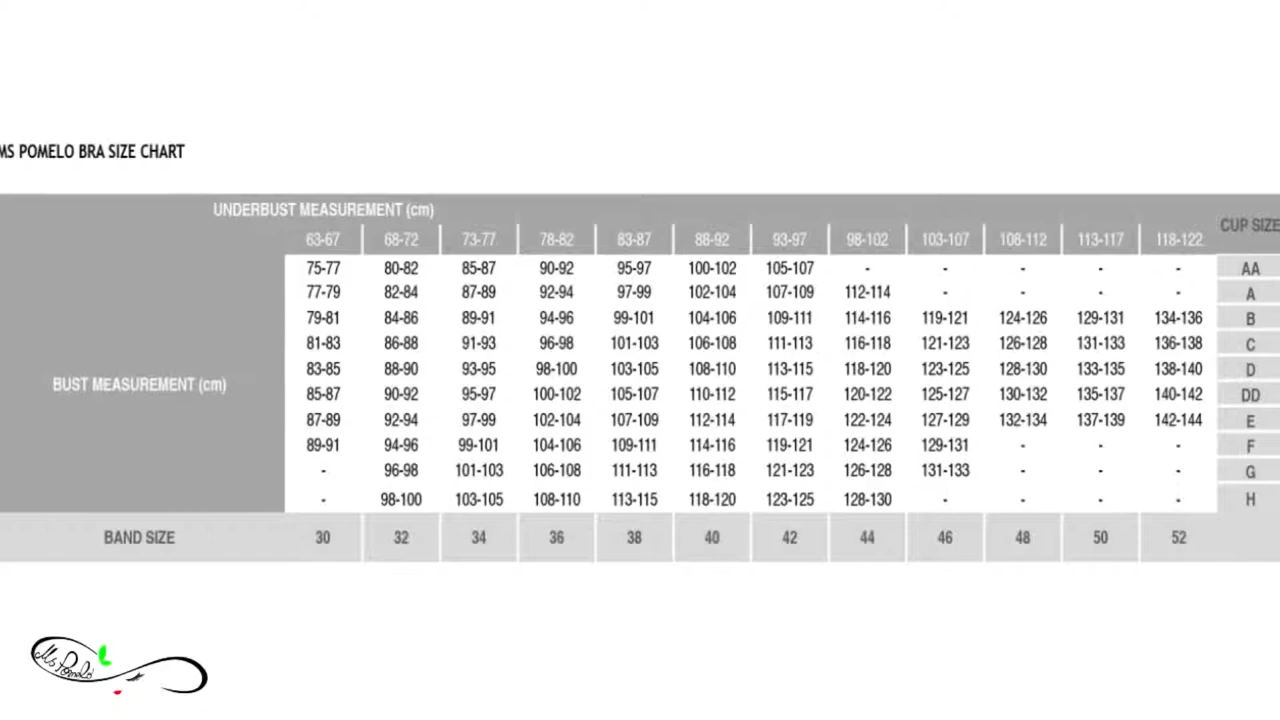 MS POMELO BRA SIZE CHART
UNDERBUST MEASUREMENT (cm)
CUP SIZE
63-67 68-72 73-77 78-82 83-87 88-92 93-97 98-102 103-107 108-112 113-117 118-122
75-77 80-82 85-87 90-92 95-97 100-102 105-107 - - - - - AA
77-79 82-84 87-89 92-94 97-99 102-104 107-109 112-114 - - - - A
79-81 84-86 89-91 94-96 99-101 104-106 109-111 114-116 119-121 124-126 129-131 134-136 B
81-83 86-88 91-93 96-98 101-103 106-108 111-113 116-118 121-123 126-128 131-133 136-138 C
83-85 88-90 93-95 98-100 103-105 108-110 113-115 118-120 123-125 128-130 133-135 138-140 D
BUST MEASUREMENT (cm)
85-87 90-92 95-97 100-102 105-107 110-112 115-117 120-122 125-127 130-132 135-137 140-142 DD
87-89 92-94 97-99 102-104 107-109 112-114 117-119 122-124 127-129 132-134 137-139 142-144 E
89-91 94-96 99-101 104-106 109-111 114-116 119-121 124-126 129-131 - - - F
- 96-98 101-103 106-108 111-113 116-118 121-123 126-128 131-133 - - - G
- 98-100 103-105 108-110 113-115 118-120 123-125 128-130 - - - - H
BAND SIZE 30 32 34 36 38 40 42 44 46 48 50 52
Ms Pomelo